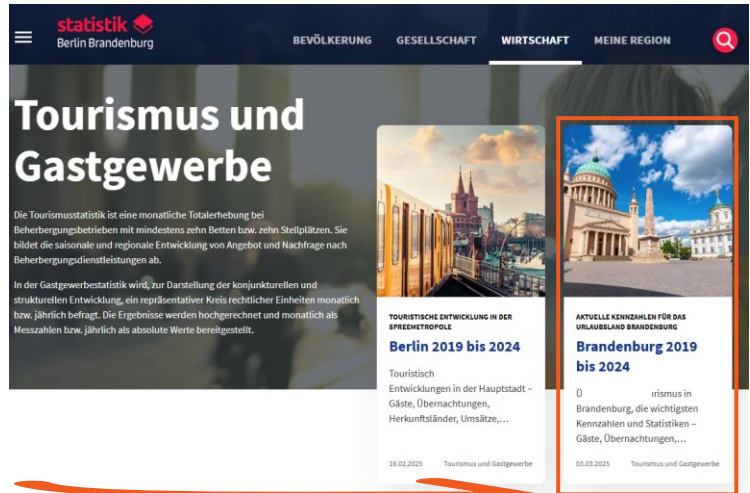 statistik
Berlin Brandenburg
BEVÖLKERUNG
GESELLSCHAFT
WIRTSCHAFT
MEINE REGION
Tourismus und
Gastgewerbe
Die Tourismusstatistik ist eine monatliche Totalerhebung bei
Beherbergungsbetrieben mit mindestens zehn Betten bzw. zehn Stellplätzen. Sie
bildet die saisonale und regionale Entwicklung von Angebot und Nachfrage nach
Beherbergungsdienstleistungen ab.
In der Gastgewerbestatistik wird, zur Darstellung der konjunkturellen und
strukturellen Entwicklung, ein repräsentativer Kreis rechtlicher Einheiten monatlich
bzw. jährlich befragt. Die Ergebnisse werden hochgerechnet und monatlich als
Messzahlen bzw. jährlich als absolute Werte bereitgestellt.
TOURISTISCHE ENTWICKLUNG IN DER
SPREEMETROPOLE
Berlin 2019 bis 2024
Touristisch
Entwicklungen in der Hauptstadt –
Gäste, Übernachtungen,
Herkunftsländer, Umsätze,…
19.02.2025 Tourismus und Gastgewerbe
AKTUELLE KENNZAHLEN FÜR DAS
URLAUBSLAND BRANDENBURG
Brandenburg 2019
bis 2024
in
Brandenburg, die wichtigsten
Kennzahlen und Statistiken –
Gäste, Übernachtungen,…
03.03.2025 Tourismus und Gastgewerbe